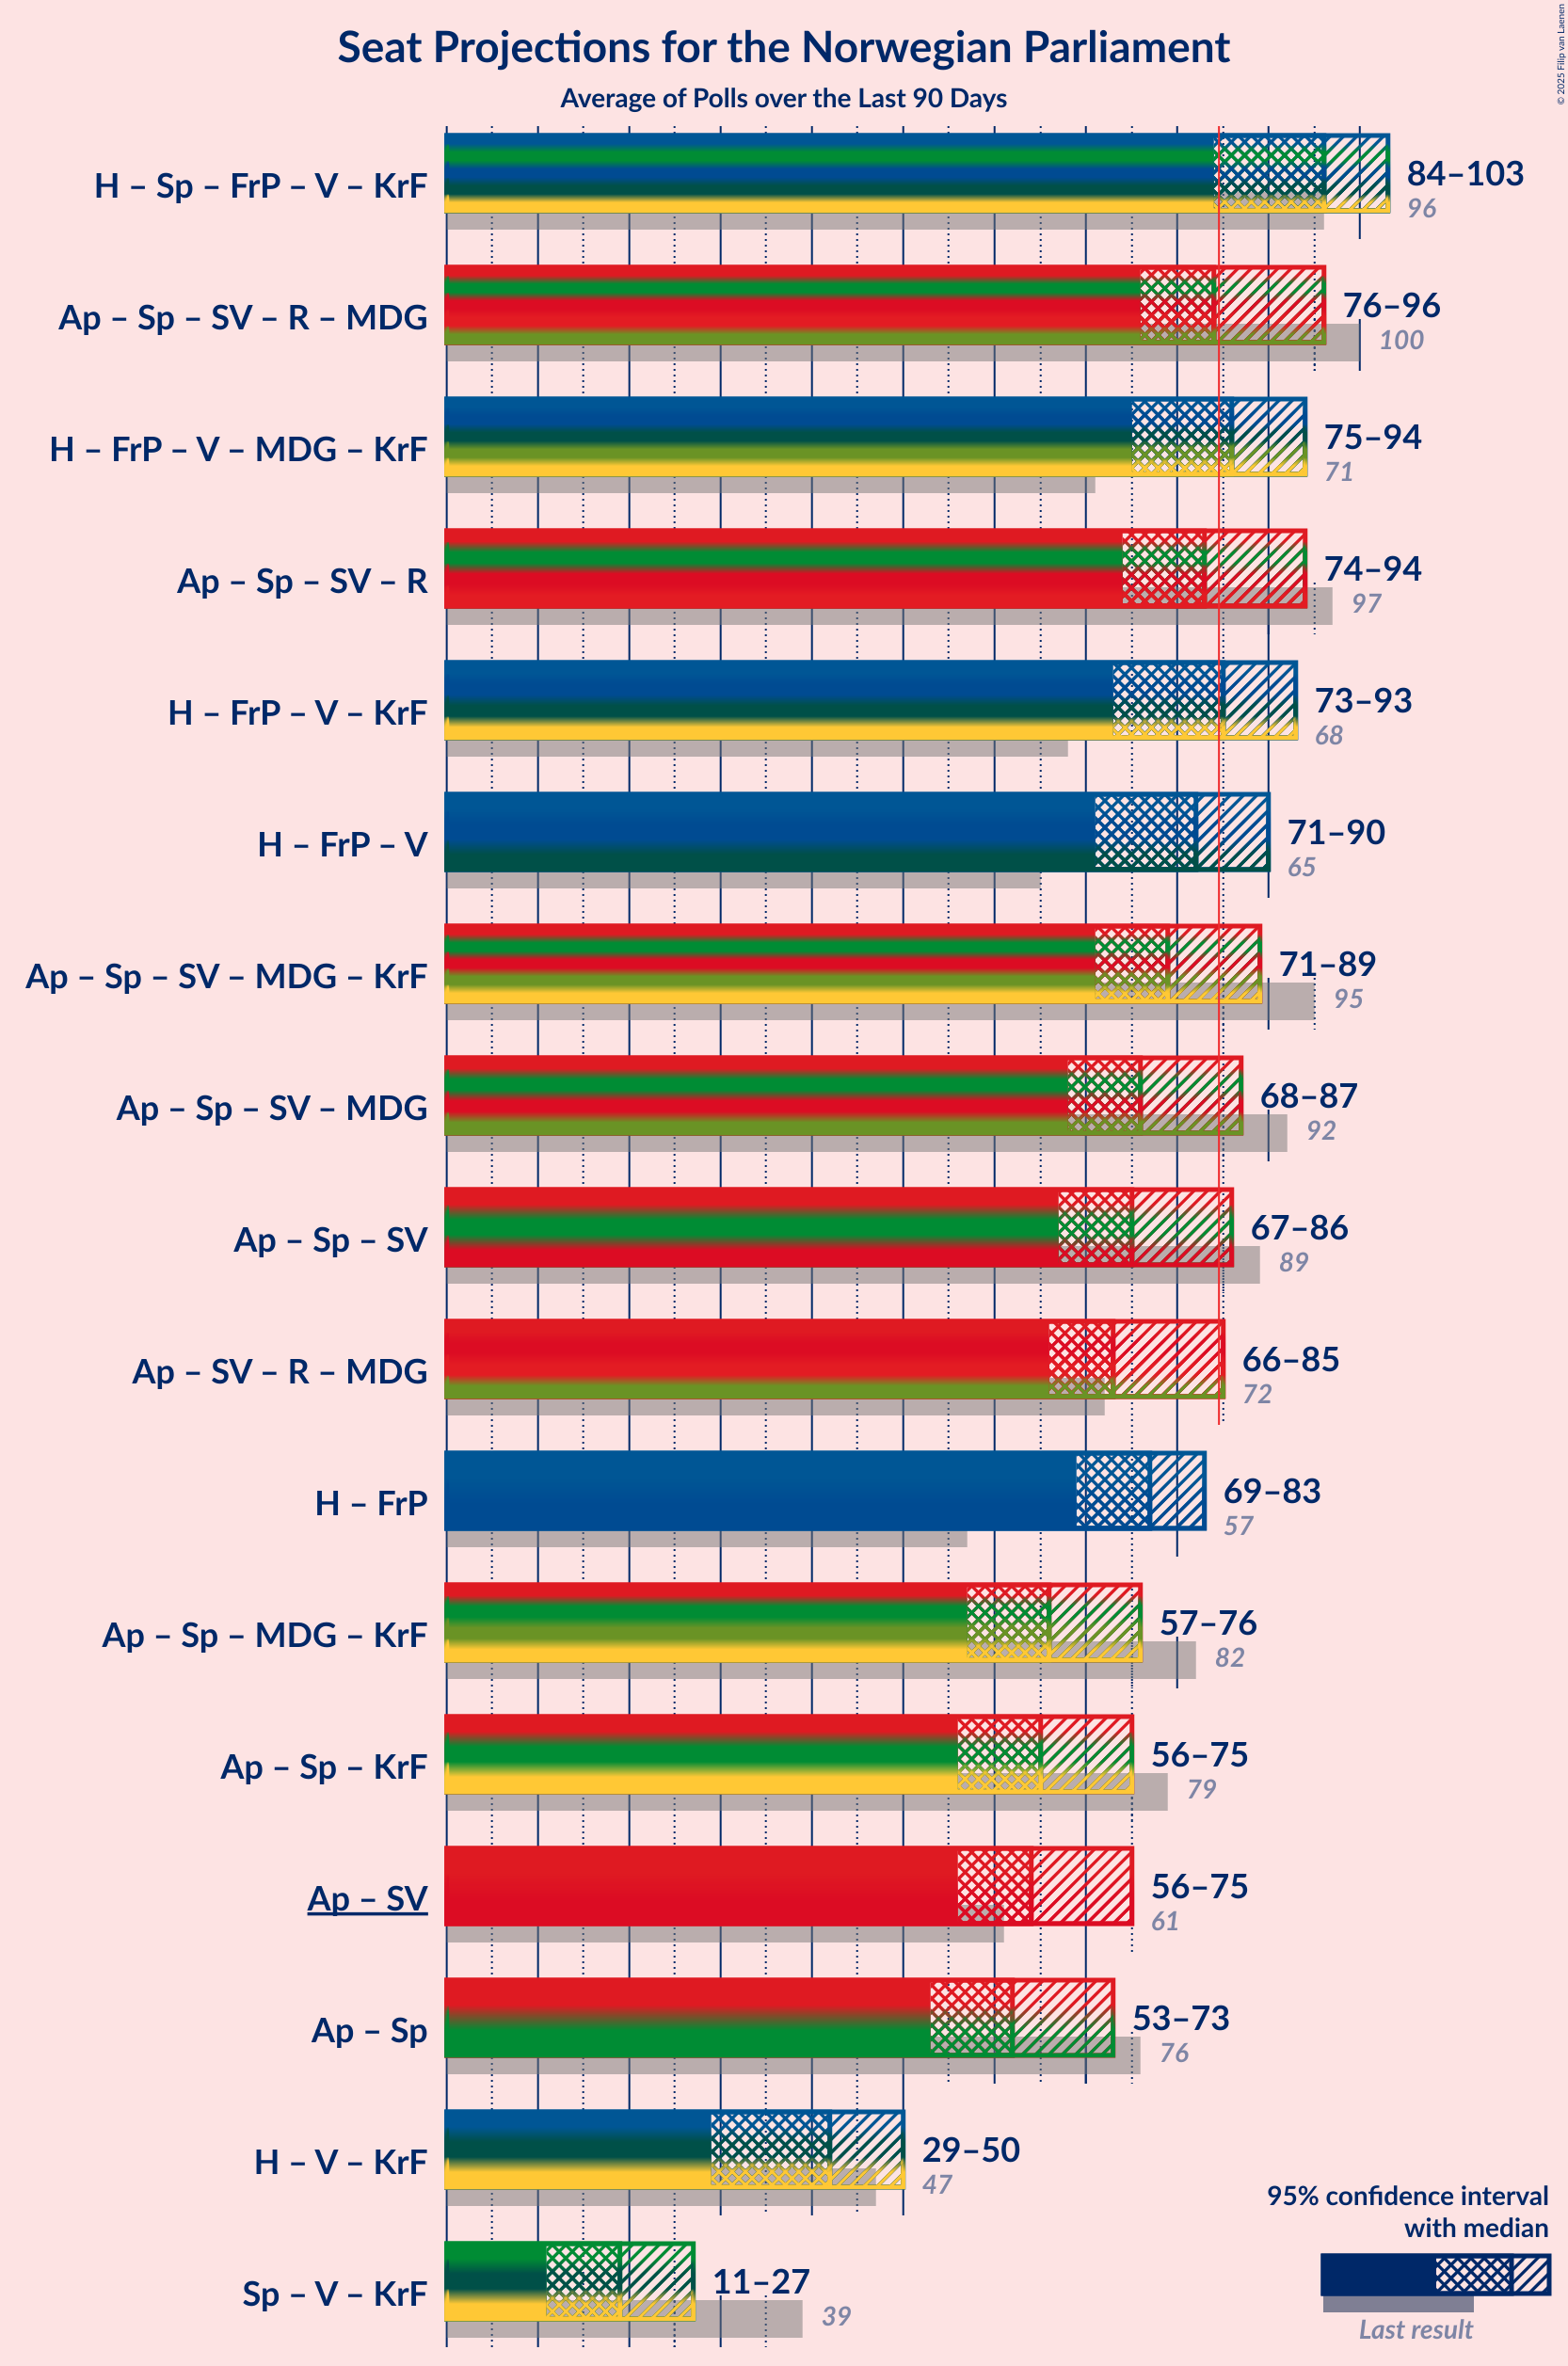 © 2025 Filip van Laenen
Seat Projections for the Norwegian Parliament
Average of Polls over the Last 90 Days
H – Sp – FrP – V – KrF
84–103
96
Ap – Sp – SV – R – MDG
76–96
100
H – FrP – V – MDG – KrF
75–94
71
Ap – Sp – SV – R
74–94
97
H – FrP – V – KrF
73–93
68
H – FrP – V
71–90
65
Ap – Sp – SV – MDG – KrF
71–89
95
Ap – Sp – SV – MDG
68–87
92
Ap – Sp – SV
67–86
89
Ap – SV – R – MDG
66–85
72
H – FrP
69–83
57
Ap – Sp – MDG – KrF
57–76
82
Ap – Sp – KrF
56–75
79
Ap – SV
56–75
61
Ap – Sp
53–73
76
H – V – KrF
29–50
47
Sp – V – KrF
11–27
39
95% confidence interval
with median
Last result